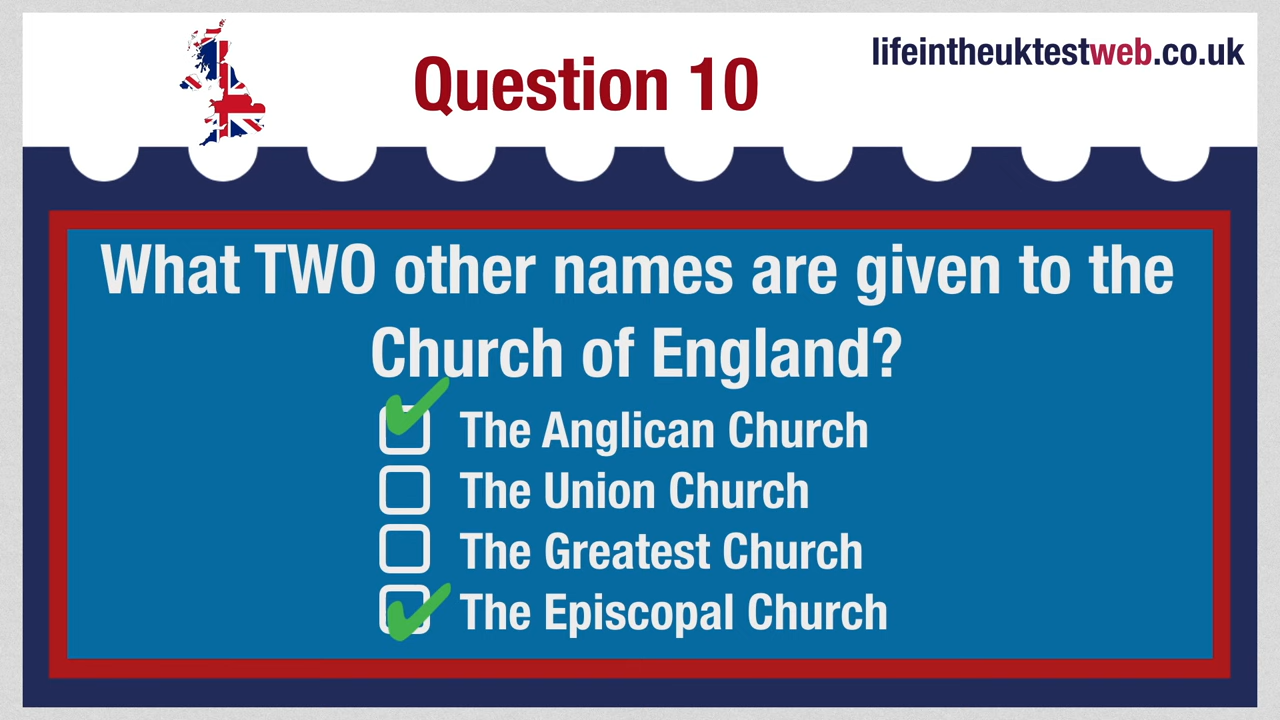 Question 10
lifeintheuktestweb.co.uk
What TWO other names are given to the
Church of England?
The Anglican Church
The Union Church
The Greatest Church
The Episcopal Church